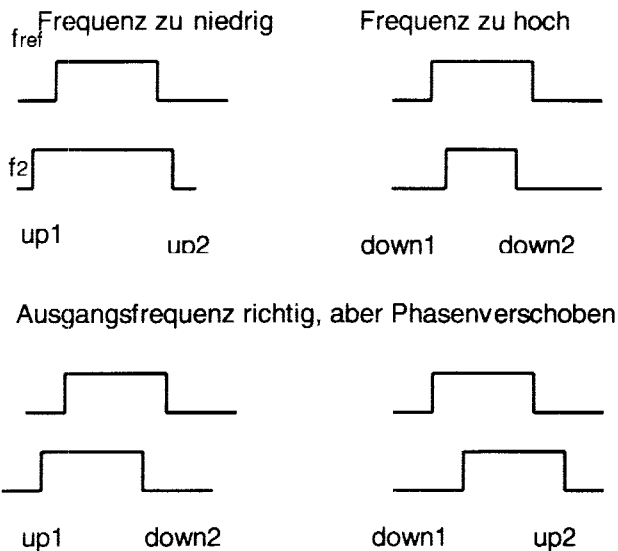 Frequenz zu niedrig
Frequenz zu hoch
fref
f2
up1
up2
down1
down2
Ausgangsfrequenz richtig, aber Phasenverschoben
up1
down2
down1
up2